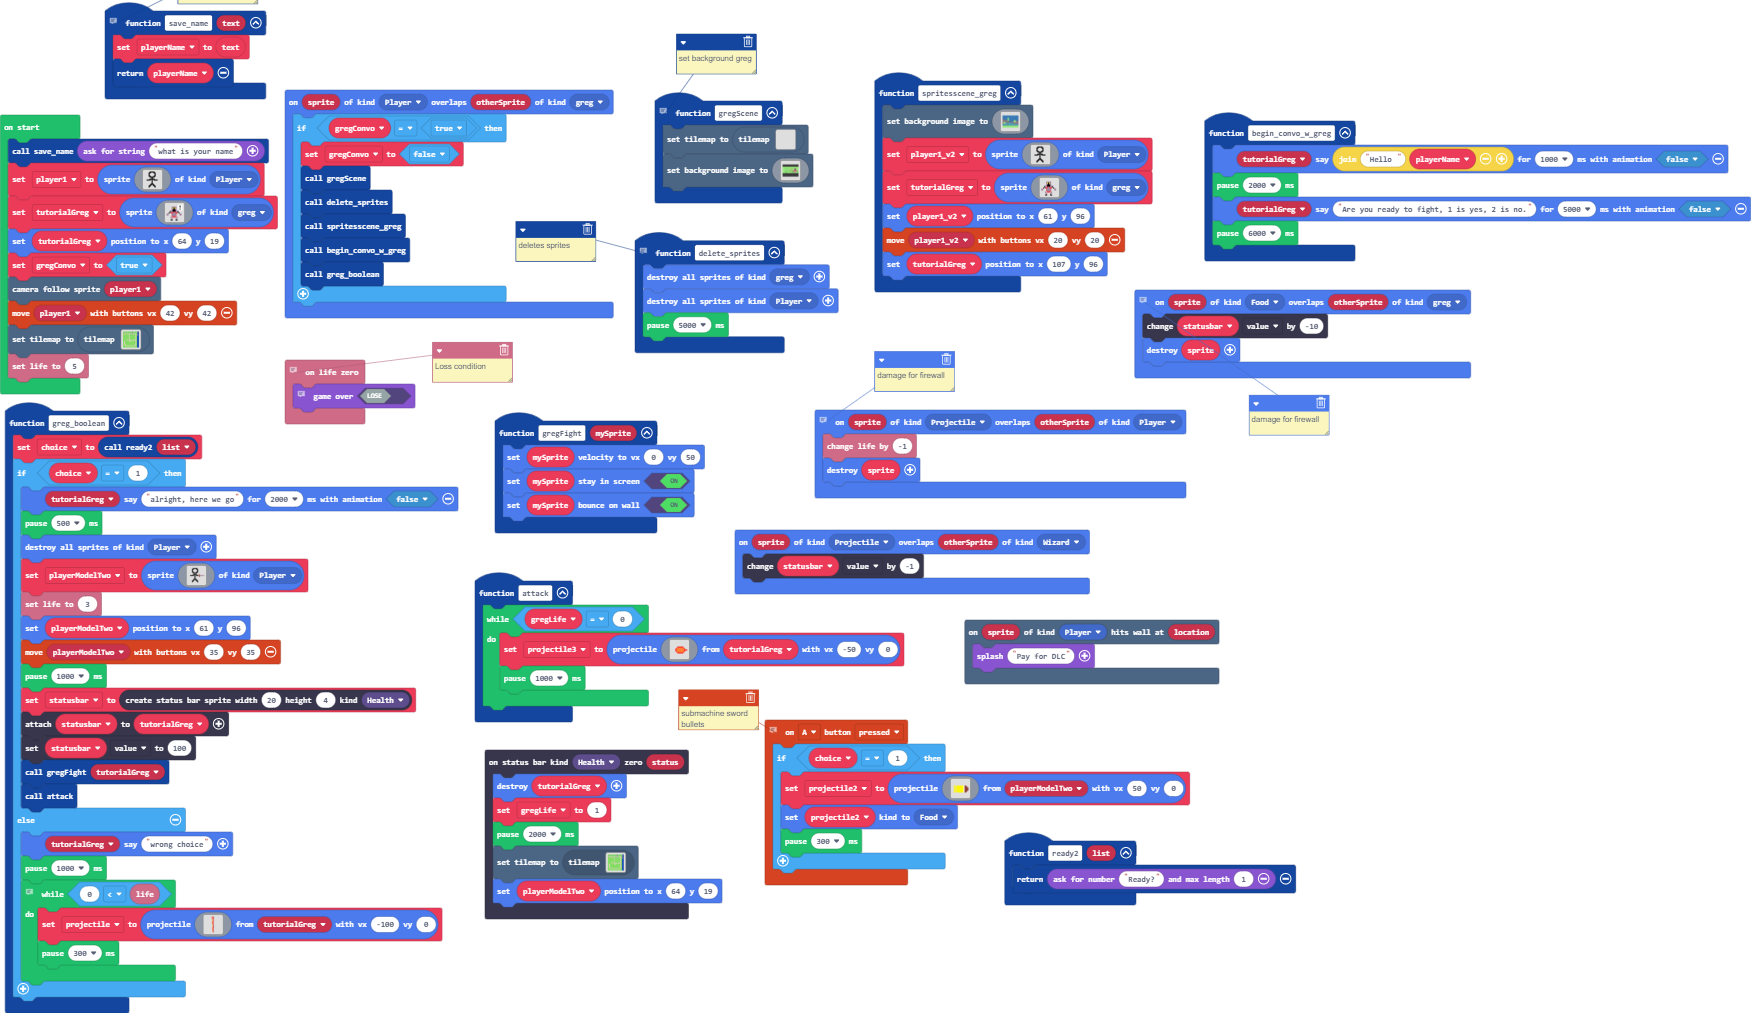 function save_name text
set playerName to text
return playerName
on start
call save_name ask for string "what is your name"
set player1 to sprite of kind Player
set tutorialGreg to sprite of kind greg
set tutorialGreg position to x 64 y 19
set gregConvo to true
camera follow sprite player1
move player1 with buttons vx 42 vy 42
set tilemap to tilemap
set life to 5
on sprite of kind Player overlaps otherSprite of kind greg
if gregConvo = true then
set gregConvo to false
call gregScene
call delete_sprites
call spritesscene_greg
call begin_convo_w_greg
call greg_boolean
set background greg
function gregScene
set tilemap to tilemap
set background image to
deletes sprites
function delete_sprites
destroy all sprites of kind greg
destroy all sprites of kind Player
pause 5000 ms
function spritesscene_greg
set background image to
set player1_v2 to sprite of kind Player
set tutorialGreg to sprite of kind greg
set player1_v2 position to x 61 y 96
move player1_v2 with buttons vx 20 vy 20
set tutorialGreg position to x 107 y 96
function begin_convo_w_greg
tutorialGreg say join "Hello " playerName for 1000 ms with animation false
pause 2000 ms
tutorialGreg say "Are you ready to fight, 1 is yes, 2 is no." for 5000 ms with animation false
pause 6000 ms
on sprite of kind Food overlaps otherSprite of kind greg
change statusbar value by -10
destroy sprite
damage for firewall
on life zero
game over LOSE
Loss condition
damage for firewall
on sprite of kind Projectile overlaps otherSprite of kind Player
change life by -1
destroy sprite
function greg_boolean
set choice to call ready2 list
if choice = 1 then
tutorialGreg say "alright, here we go" for 2000 ms with animation false
pause 500 ms
destroy all sprites of kind Player
set playerModelTwo to sprite of kind Player
set life to 3
set playerModelTwo position to x 61 y 96
move playerModelTwo with buttons vx 35 vy 35
pause 1000 ms
set statusbar to create status bar sprite width 20 height 4 kind Health
attach statusbar to tutorialGreg
set statusbar value to 100
call gregFight tutorialGreg
call attack
else
tutorialGreg say "wrong choice"
pause 1000 ms
while 0 < life
do
set projectile to projectile from tutorialGreg with vx -100 vy 0
pause 300 ms
function gregFight mySprite
set mySprite velocity to vx 0 vy 50
set mySprite stay in screen ON
set mySprite bounce on wall ON
on sprite of kind Projectile overlaps otherSprite of kind Wizard
change statusbar value by -1
function attack
while gregLife = 0
do
set projectile3 to projectile from tutorialGreg with vx -50 vy 0
pause 1000 ms
on sprite of kind Player hits wall at location
splash "Pay for DLC"
submachine sword
bullets
on A button pressed
if choice = 1 then
set projectile2 to projectile from playerModelTwo with vx 50 vy 0
set projectile2 kind to Food
pause 300 ms
on status bar kind Health zero status
destroy tutorialGreg
set gregLife to 1
pause 2000 ms
set tilemap to tilemap
set playerModelTwo position to x 64 y 19
function ready2 list
return ask for number "Ready?" and max length 1